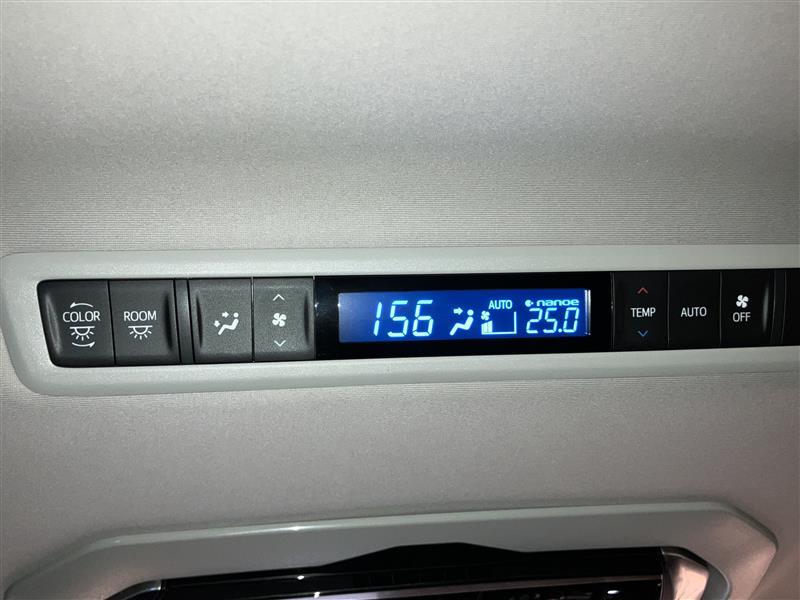 COLOR
ROOM
156
AUTO
nanoe
25.0
TEMP
AUTO
OFF